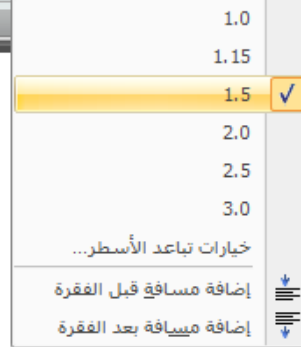 1.0
1.15
1.5
2.0
2.5
3.0
خيارات تباعد الأسطر...
إضافة مسافة قبل الفقرة
إضافة مسافة بعد الفقرة